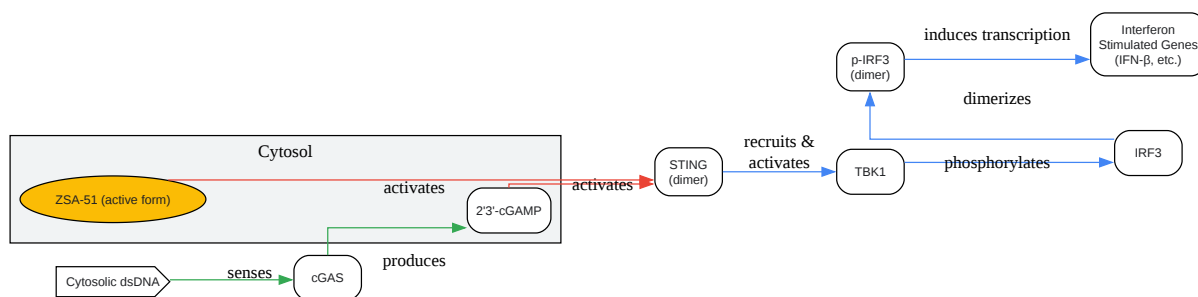 induces transcription
Interferon
Stimulated Genes
(IFN-β, etc.)
p-IRF3
(dimer)
dimerizes
Cytosol
recruits &
activates
STING
(dimer)
TBK1
phosphorylates
IRF3
ZSA-51 (active form)
activates
activates
2'3'-cGAMP
produces
Cytosolic dsDNA
senses
cGAS